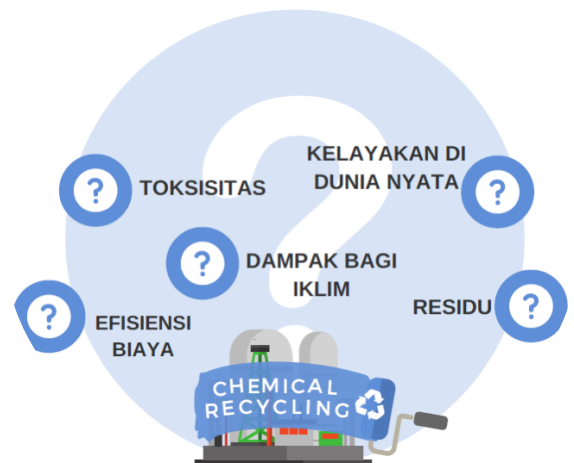 KELAYAKAN DI
DUNIA NYATA
?
TOKSISITAS
?
?
DAMPAK BAGI
IKLIM
?
RESIDU
?
EFISIENSI
BIAYA
?
CHEMICAL
RECYCLING